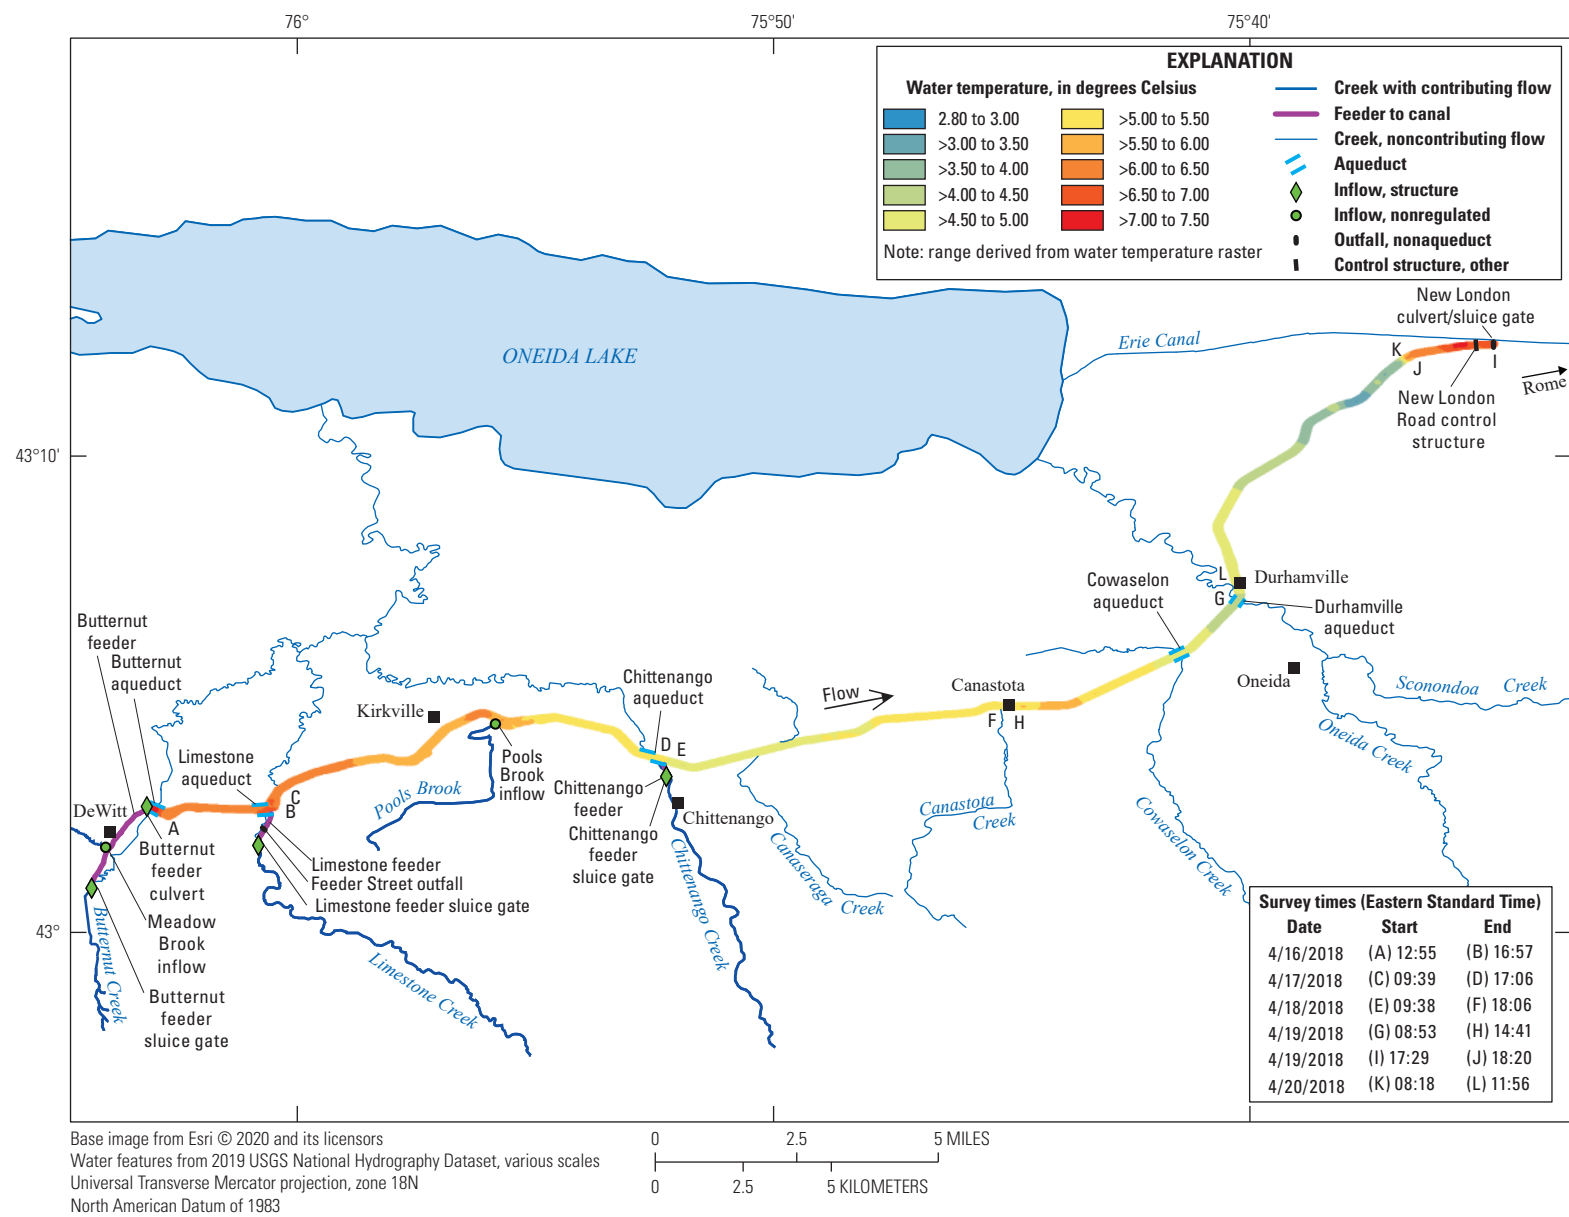 76°
75°50'
75°40'
EXPLANATION
Water temperature, in degrees Celsius
2.80 to 3.00
>3.00 to 3.50
>3.50 to 4.00
>4.00 to 4.50
>4.50 to 5.00
>5.00 to 5.50
>5.50 to 6.00
>6.00 to 6.50
>6.50 to 7.00
>7.00 to 7.50
Note: range derived from water temperature raster
Creek with contributing flow
Feeder to canal
Creek, noncontributing flow
Aqueduct
Inflow, structure
Inflow, nonregulated
Outfall, nonaqueduct
Control structure, other
New London
culvert/sluice gate
Erie Canal
ONEIDA LAKE
K
J
I
Rome
New London
Road control
structure
43°10'
L
Durhamville
G
Cowaselon
aqueduct
Durhamville
aqueduct
Butternut
feeder
Butternut
aqueduct
Oneida
Sconondoa Creek
Chittenango
aqueduct
Flow
Canastota
F
H
Kirkville
Oneida Creek
D
E
Limestone
aqueduct
Pools
Brook
inflow
Pools Brook
Chittenango
feeder
C
B
DeWitt
A
Canastota
Creek
Cowaselon Creek
Chittenango
Chittenango
feeder
sluice gate
Butternut
feeder
culvert
Limestone feeder
Feeder Street outfall
Limestone feeder sluice gate
Canaseraga Creek
Chittenango Creek
43°
Meadow
Brook
inflow
Butternut Creek
Limestone Creek
Butternut
feeder
sluice gate
Survey times (Eastern Standard Time)
Date Start End
4/16/2018 (A) 12:55 (B) 16:57
4/17/2018 (C) 09:39 (D) 17:06
4/18/2018 (E) 09:38 (F) 18:06
4/19/2018 (G) 08:53 (H) 14:41
4/19/2018 (I) 17:29 (J) 18:20
4/20/2018 (K) 08:18 (L) 11:56
Base image from Esri © 2020 and its licensors
Water features from 2019 USGS National Hydrography Dataset, various scales
Universal Transverse Mercator projection, zone 18N
North American Datum of 1983
0 2.5 5 MILES
0 2.5 5 KILOMETERS